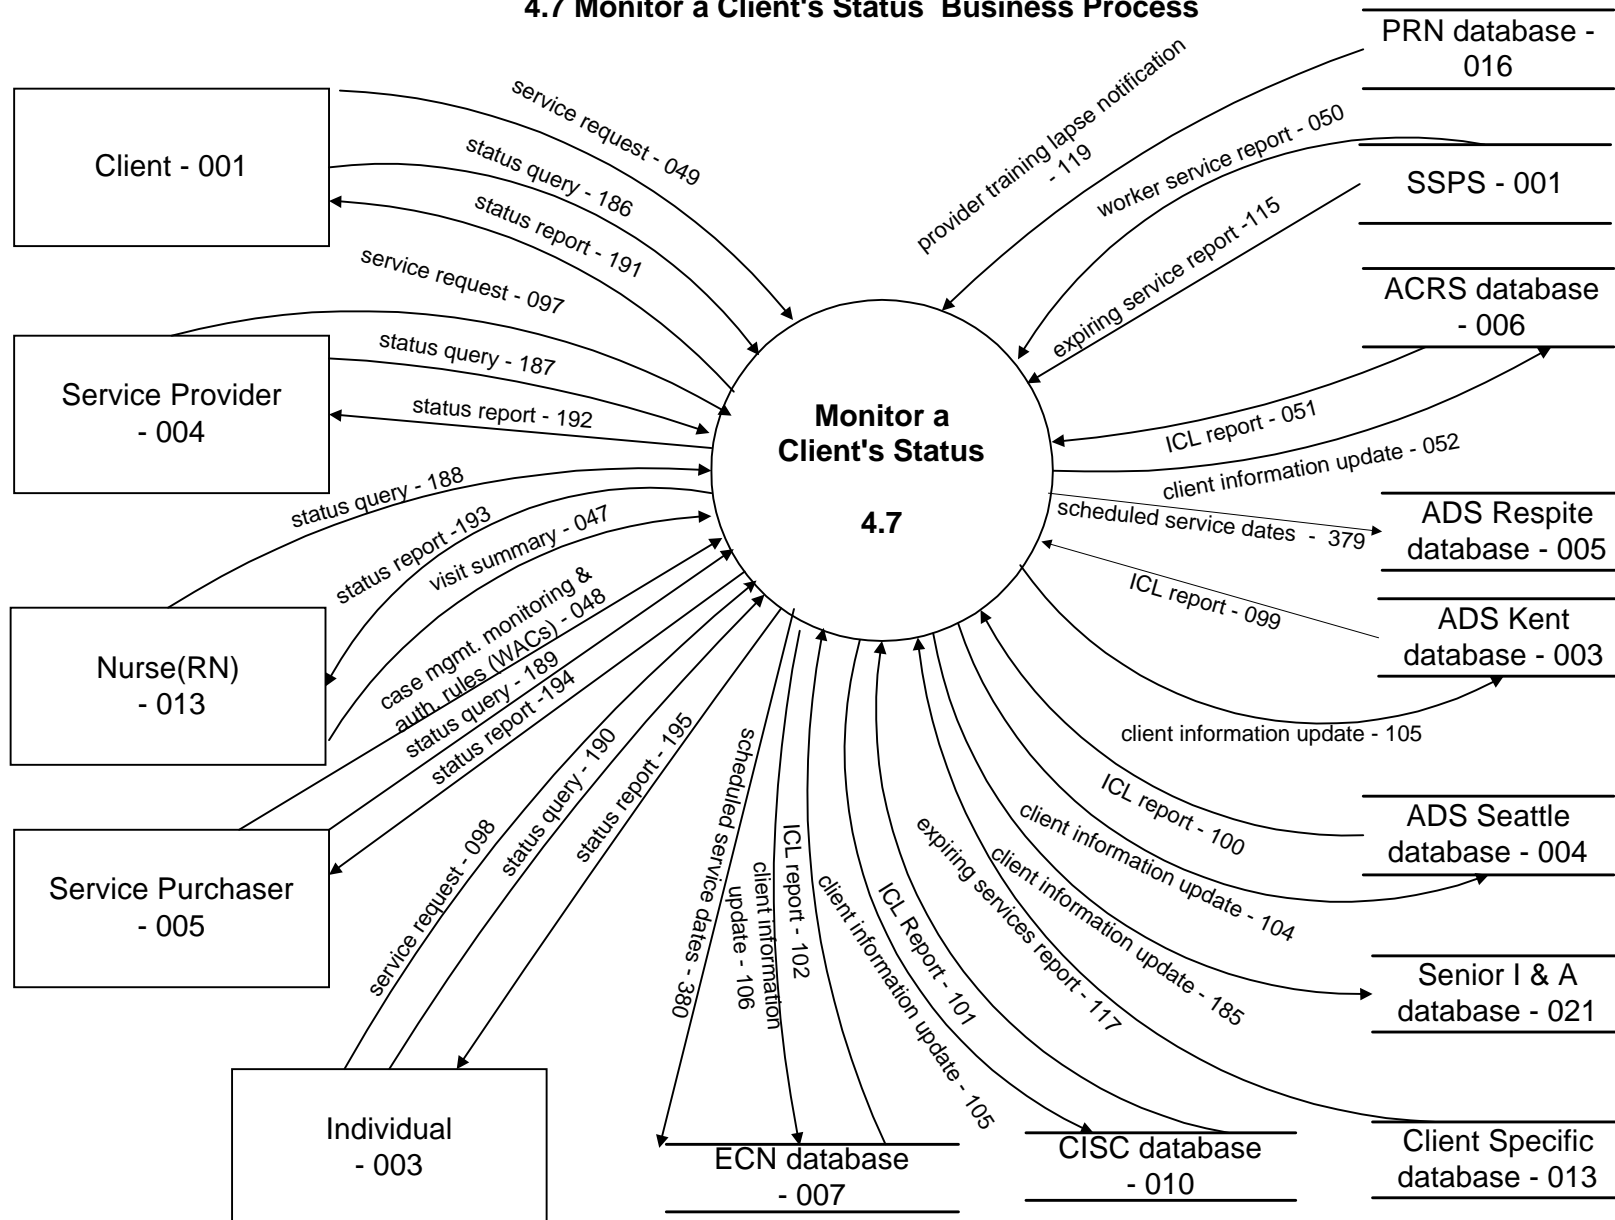 4.7 Monitor a Client's Status  Business Process
PRN database -
016
SSPS - 001
ACRS database
- 006
ADS Respite
database - 005
ADS Kent
database - 003
ADS Seattle
database - 004
Senior I & A
database - 021
Client Specific
database - 013
CISC database
- 010
ECN database
- 007
Client - 001
Service Provider
- 004
Nurse(RN)
- 013
Service Purchaser
- 005
Individual
- 003
Monitor a
Client's Status
4.7
service request - 049
status query - 186
status report - 191
service request - 097
status query - 187
status report - 192
status query - 188
status report -193
visit summary - 047
case mgmt. monitoring &
auth. rules (WACs) - 048
status query - 189
status report -194
service request - 098
status query - 190
status report - 195
scheduled service dates - 380
client information
update - 106
ICL report - 102
client information update - 105
ICL Report - 101
expiring services report - 117
client information update - 185
client information update - 104
ICL report - 100
client information update - 105
ICL report - 099
scheduled service dates  -  379
client information update - 052
ICL report - 051
expiring service report -115
worker service report - 050
provider training lapse notification
- 119